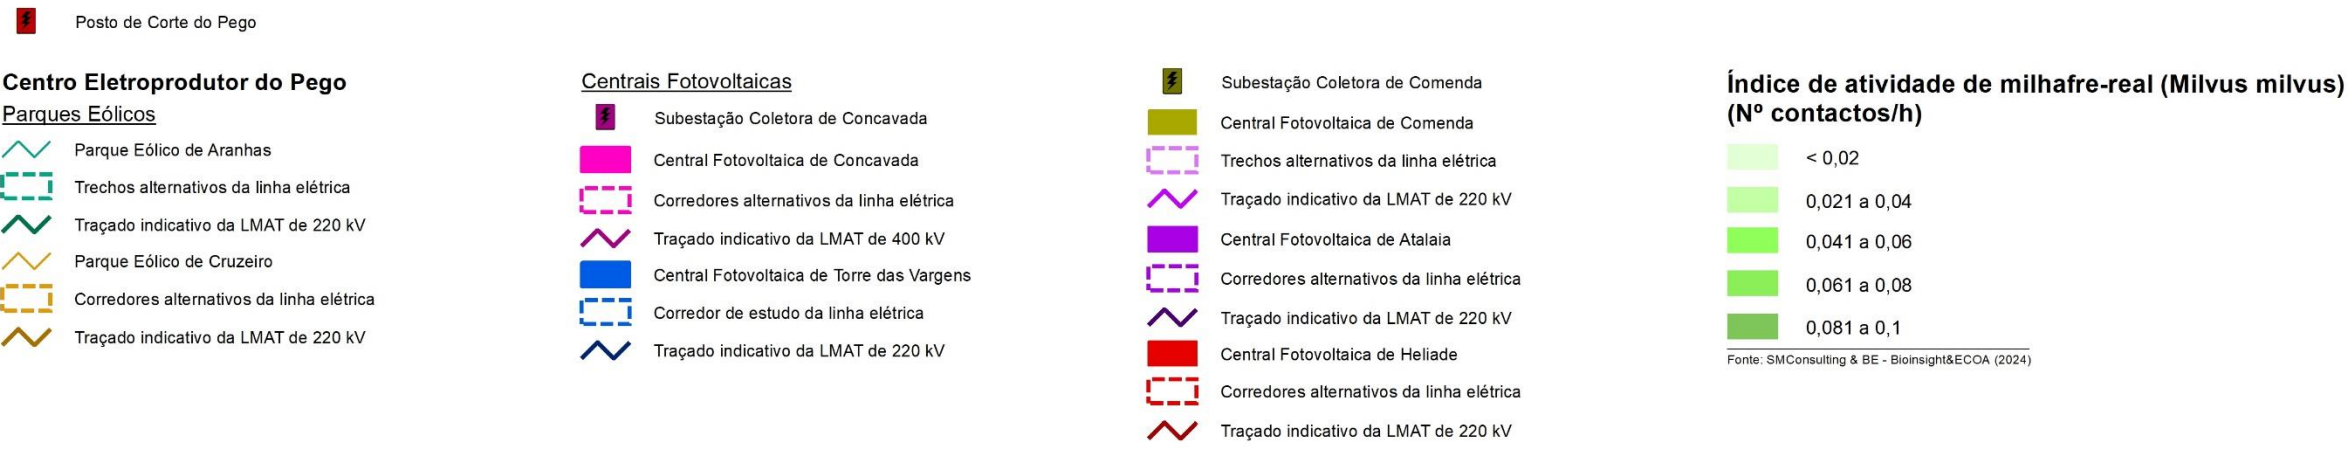 Posto de Corte do Pego
Centro Eletroprodutor do Pego
Parques Eólicos
Parque Eólico de Aranhas
Trechos alternativos da linha elétrica
Traçado indicativo da LMAT de 220 kV
Parque Eólico de Cruzeiro
Corredores alternativos da linha elétrica
Traçado indicativo da LMAT de 220 kV
Centrais Fotovoltaicas
Subestação Coletora de Concavada
Central Fotovoltaica de Concavada
Corredores alternativos da linha elétrica
Traçado indicativo da LMAT de 400 kV
Central Fotovoltaica de Torre das Vargens
Corredor de estudo da linha elétrica
Traçado indicativo da LMAT de 220 kV
Subestação Coletora de Comenda
Central Fotovoltaica de Comenda
Trechos alternativos da linha elétrica
Traçado indicativo da LMAT de 220 kV
Central Fotovoltaica de Atalaia
Corredores alternativos da linha elétrica
Traçado indicativo da LMAT de 220 kV
Central Fotovoltaica de Heliade
Corredores alternativos da linha elétrica
Traçado indicativo da LMAT de 220 kV
Índice de atividade de milhafre-real (Milvus milvus)
(Nº contactos/h)
< 0,02
0,021 a 0,04
0,041 a 0,06
0,061 a 0,08
0,081 a 0,1
Fonte: SMConsulting & BE - Bioinsight&ECOA (2024)